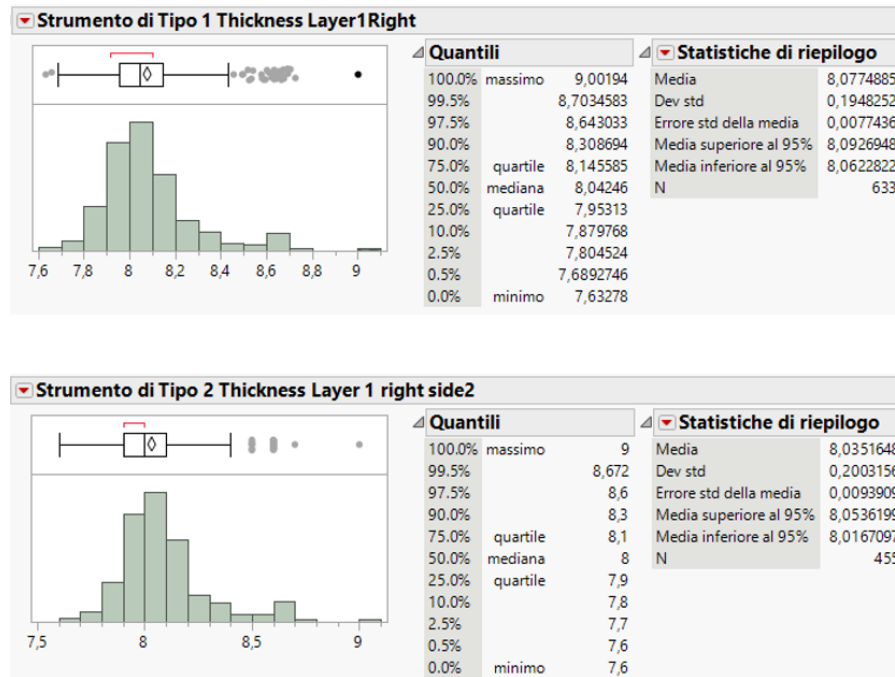 Strumento di Tipo 1 Thickness Layer1Right
7,6 7,8 8 8,2 8,4 8,6 8,8 9
Quantili
100.0% massimo 9,00194
99.5% 8,7034583
97.5% 8,643033
90.0% 8,308694
75.0% quartile 8,145585
50.0% mediana 8,04246
25.0% quartile 7,95313
10.0% 7,879768
2.5% 7,804524
0.5% 7,6892746
0.0% minimo 7,63278
Statistiche di riepilogo
Media 8,0774885
Dev std 0,1948252
Errore std della media 0,0077436
Media superiore al 95% 8,0926948
Media inferiore al 95% 8,0622822
N 633
Strumento di Tipo 2 Thickness Layer 1 right side2
7,5 8 8,5 9
Quantili
100.0% massimo 9
99.5% 8,672
97.5% 8,6
90.0% 8,3
75.0% quartile 8,1
50.0% mediana 8
25.0% quartile 7,9
10.0% 7,8
2.5% 7,7
0.5% 7,6
0.0% minimo 7,6
Statistiche di riepilogo
Media 8,0351648
Dev std 0,2003156
Errore std della media 0,0093909
Media superiore al 95% 8,0536199
Media inferiore al 95% 8,0167097
N 455